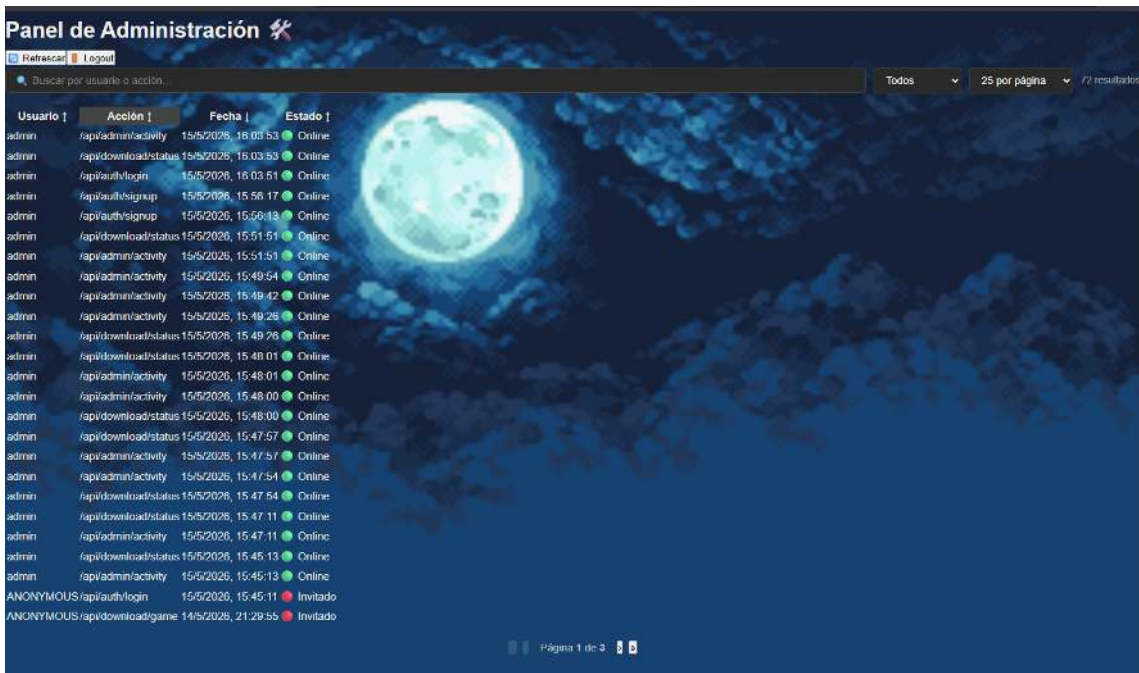 Panel de Administración 🛠
Refrescar Logout
Buscar por usuario o acción... Todos 25 por página 72 resultados
Usuario ↑ Acción ↑ Fecha ↓ Estado ↑
admin /api/admin/activity 15/5/2026, 16:03:53 Online
admin /api/download/status 15/5/2026, 16:03:53 Online
admin /api/auth/login 15/5/2026, 16:03:51 Online
admin /api/auth/signup 15/5/2026, 15:56:17 Online
admin /api/auth/signup 15/5/2026, 15:56:13 Online
admin /api/download/status 15/5/2026, 15:51:51 Online
admin /api/admin/activity 15/5/2026, 15:51:51 Online
admin /api/admin/activity 15/5/2026, 15:49:54 Online
admin /api/admin/activity 15/5/2026, 15:49:42 Online
admin /api/admin/activity 15/5/2026, 15:49:26 Online
admin /api/download/status 15/5/2026, 15:49:26 Online
admin /api/download/status 15/5/2026, 15:48:01 Online
admin /api/admin/activity 15/5/2026, 15:48:01 Online
admin /api/admin/activity 15/5/2026, 15:48:00 Online
admin /api/download/status 15/5/2026, 15:48:00 Online
admin /api/download/status 15/5/2026, 15:47:57 Online
admin /api/admin/activity 15/5/2026, 15:47:57 Online
admin /api/admin/activity 15/5/2026, 15:47:54 Online
admin /api/download/status 15/5/2026, 15:47:54 Online
admin /api/download/status 15/5/2026, 15:47:11 Online
admin /api/admin/activity 15/5/2026, 15:47:11 Online
admin /api/download/status 15/5/2026, 15:45:13 Online
admin /api/admin/activity 15/5/2026, 15:45:13 Online
ANONYMOUS /api/auth/login 15/5/2026, 15:45:11 Invitado
ANONYMOUS /api/download/game 14/5/2026, 21:29:55 Invitado
Página 1 de 3 › »